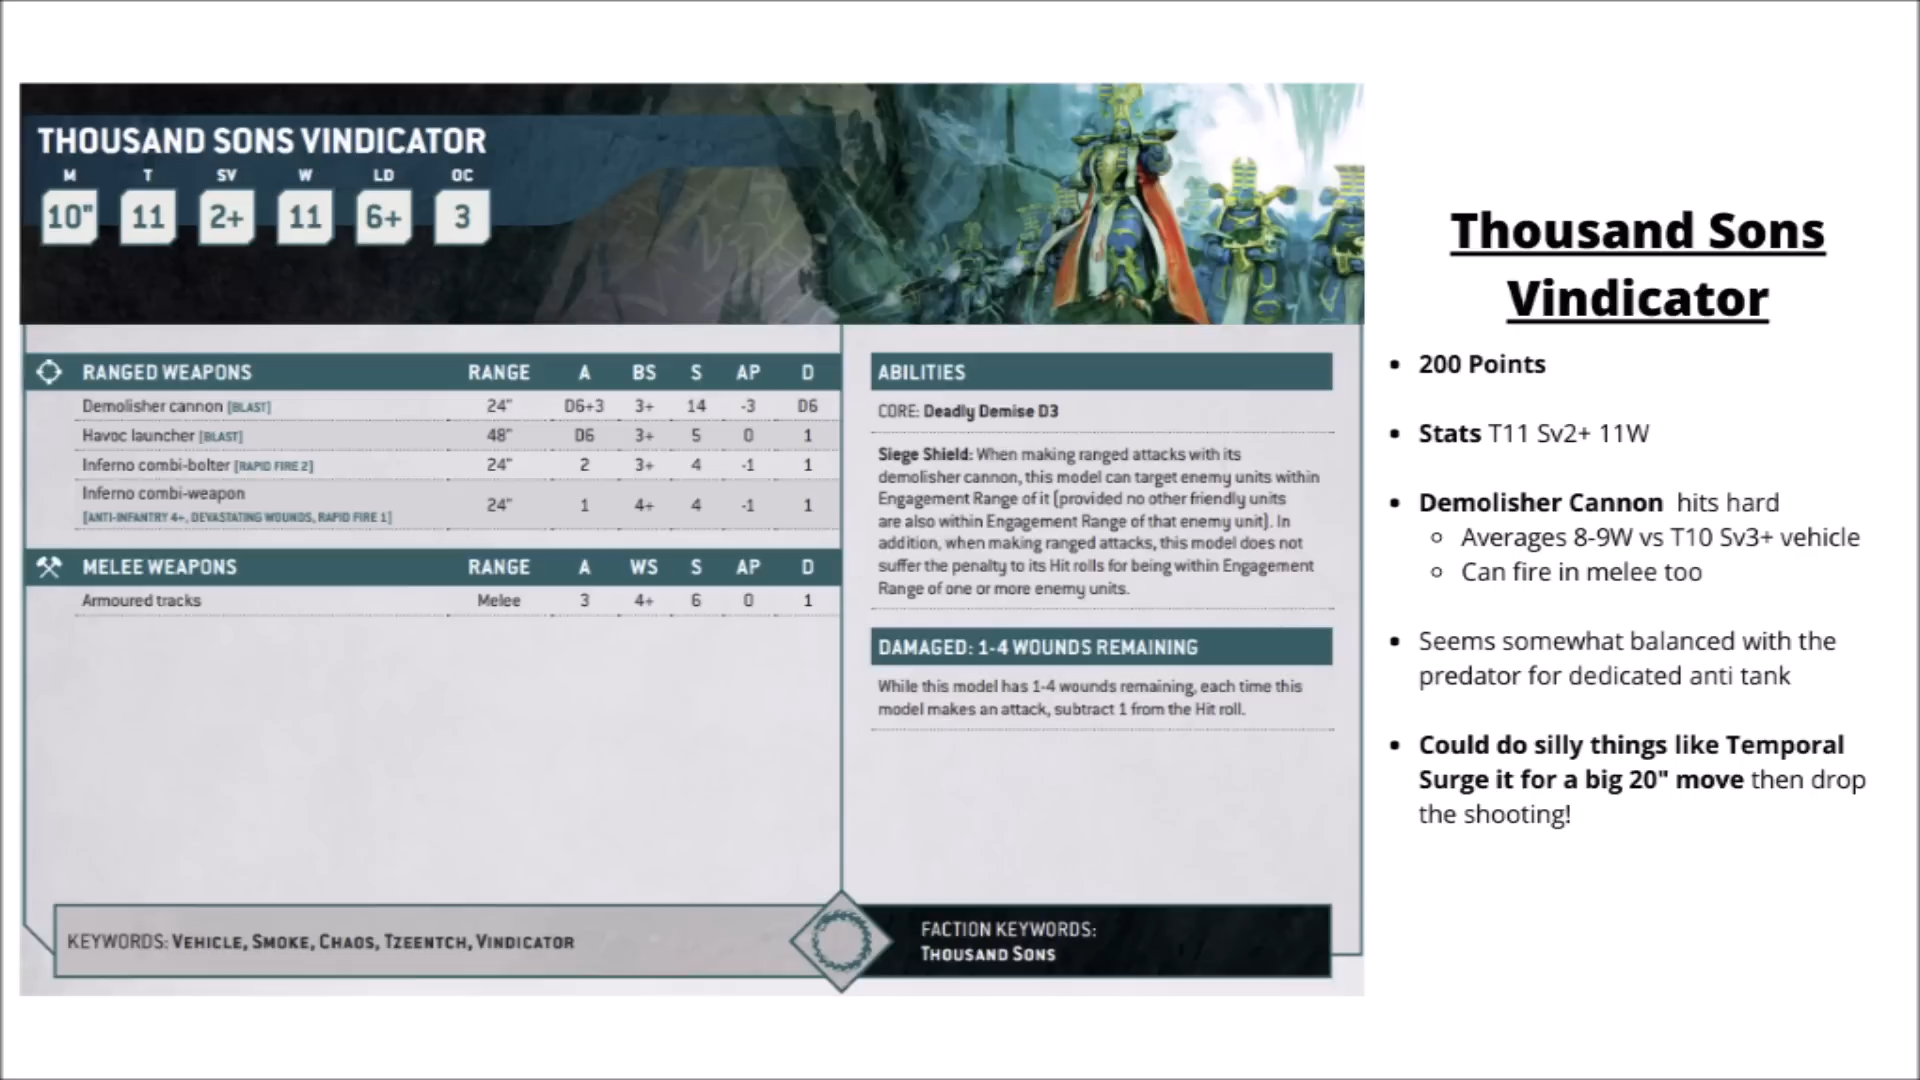 THOUSAND SONS VINDICATOR
M T SV W LD OC
10" 11 2+ 11 6+ 3
RANGED WEAPONS RANGE A BS S AP D
Demolisher cannon [BLAST] 24" D6+3 3+ 14 -3 D6
Havoc launcher [BLAST] 48" D6 3+ 5 0 1
Inferno combi-bolter [RAPID FIRE 2] 24" 2 3+ 4 -1 1
Inferno combi-weapon 24" 1 4+ 4 -1 1
[ANTI-INFANTRY 4+, DEVASTATING WOUNDS, RAPID FIRE 1]
MELEE WEAPONS RANGE A WS S AP D
Armoured tracks Melee 3 4+ 6 0 1
ABILITIES
CORE: Deadly Demise D3
Siege Shield: When making ranged attacks with its
demolisher cannon, this model can target enemy units within
Engagement Range of it (provided no other friendly units
are also within Engagement Range of that enemy unit). In
addition, when making ranged attacks, this model does not
suffer the penalty to its Hit rolls for being within Engagement
Range of one or more enemy units.
DAMAGED: 1-4 WOUNDS REMAINING
While this model has 1-4 wounds remaining, each time this
model makes an attack, subtract 1 from the Hit roll.
KEYWORDS: VEHICLE, SMOKE, CHAOS, TZEENTCH, VINDICATOR
FACTION KEYWORDS:
THOUSAND SONS
Thousand Sons
Vindicator
• 200 Points
• Stats T11 Sv2+ 11W
• Demolisher Cannon hits hard
◦ Averages 8-9W vs T10 Sv3+ vehicle
◦ Can fire in melee too
• Seems somewhat balanced with the
predator for dedicated anti tank
• Could do silly things like Temporal
Surge it for a big 20" move then drop
the shooting!